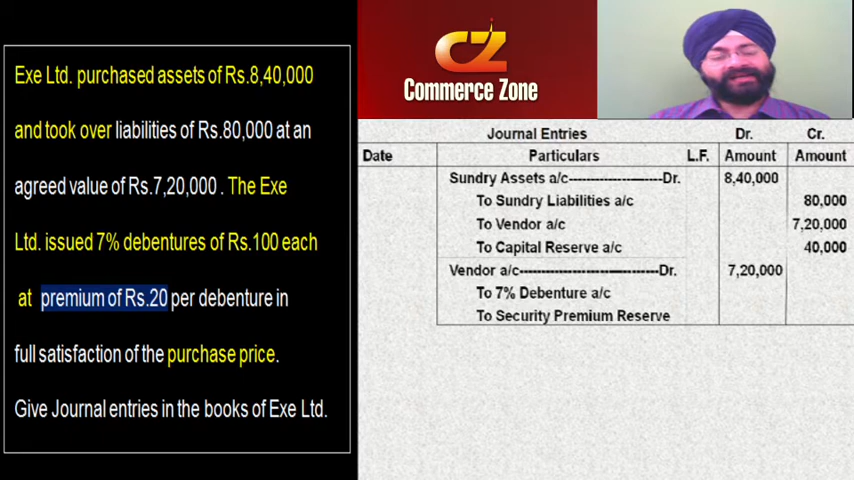 Exe Ltd. purchased assets of Rs.8,40,000
and took over liabilities of Rs.80,000 at an
agreed value of Rs.7,20,000 . The Exe
Ltd. issued 7% debentures of Rs.100 each
at premium of Rs.20 per debenture in
full satisfaction of the purchase price.
Give Journal entries in the books of Exe Ltd.
CZ
Commerce Zone
Journal Entries Dr. Cr.
Date Particulars L.F. Amount Amount
Sundry Assets a/c----------------------Dr. 8,40,000
To Sundry Liabilities a/c 80,000
To Vendor a/c 7,20,000
To Capital Reserve a/c 40,000
Vendor a/c--------------------------------Dr. 7,20,000
To 7% Debenture a/c
To Security Premium Reserve